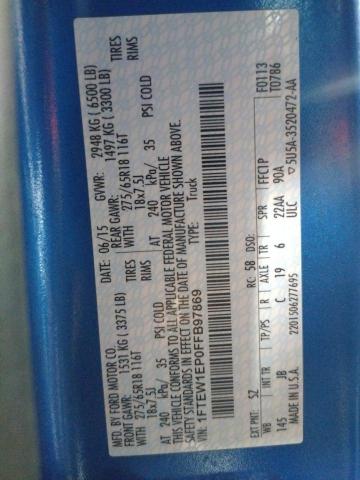 MFD. BY FORD MOTOR CO.
DATE: 06/15 GVWR: 2948 KG (6500 LB)
FRONT GAWR: 1531 KG (3375 LB) REAR GAWR: 1497 KG (3300 LB)
WITH 275/65R18 116T TIRES WITH 275/65R18 116T TIRES
18x7.5J RIMS 18x7.5J RIMS
AT 240 kPa/ 35 PSI COLD AT 240 kPa/ 35 PSI COLD
THIS VEHICLE CONFORMS TO ALL APPLICABLE FEDERAL MOTOR VEHICLE
SAFETY STANDARDS IN EFFECT ON THE DATE OF MANUFACTURE SHOWN ABOVE.
VIN: 1FTEW1EP0FFB97869
TYPE: Truck
F0113
T0786
EXT PNT: SZ RC: 58 DSO: FFC1P
WB INT TR TP/PS R AXLE TR SPR
145 JB C 19 6 22AA 90A
MADE IN U.S.A. 2201506277695 ULC ▽5U5A-3520472-AA